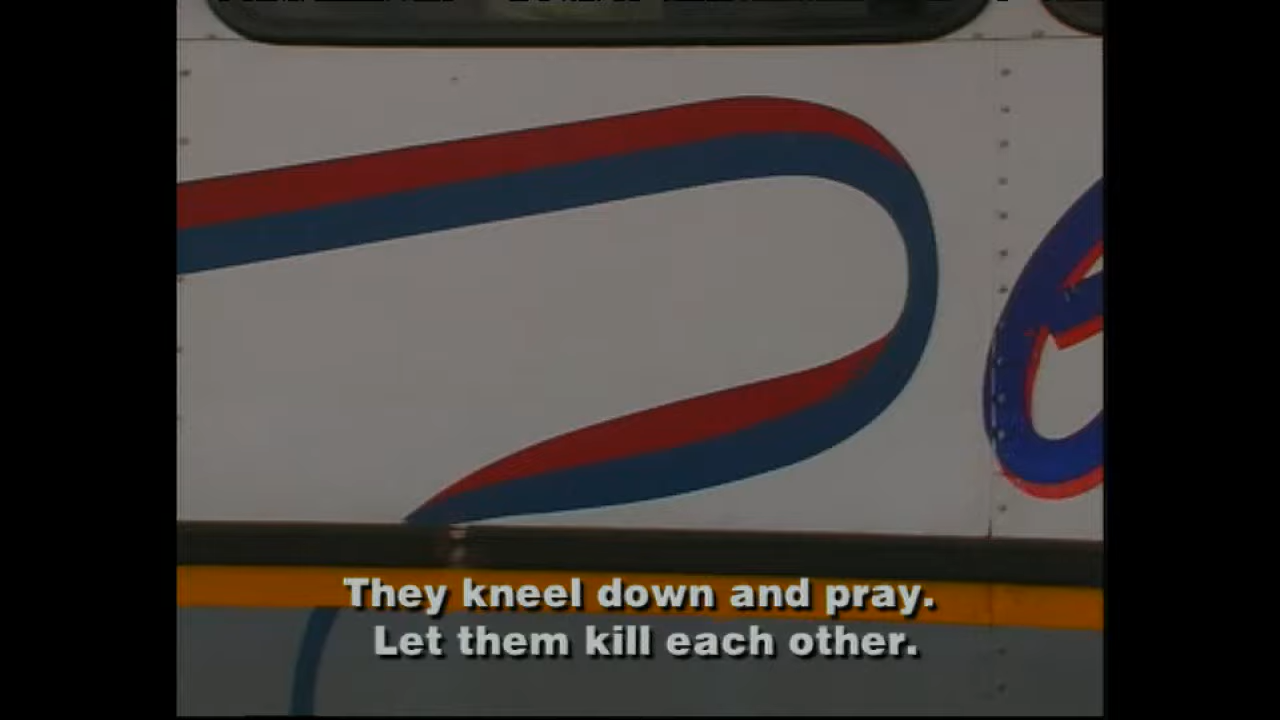 They kneel down and pray.
Let them kill each other.